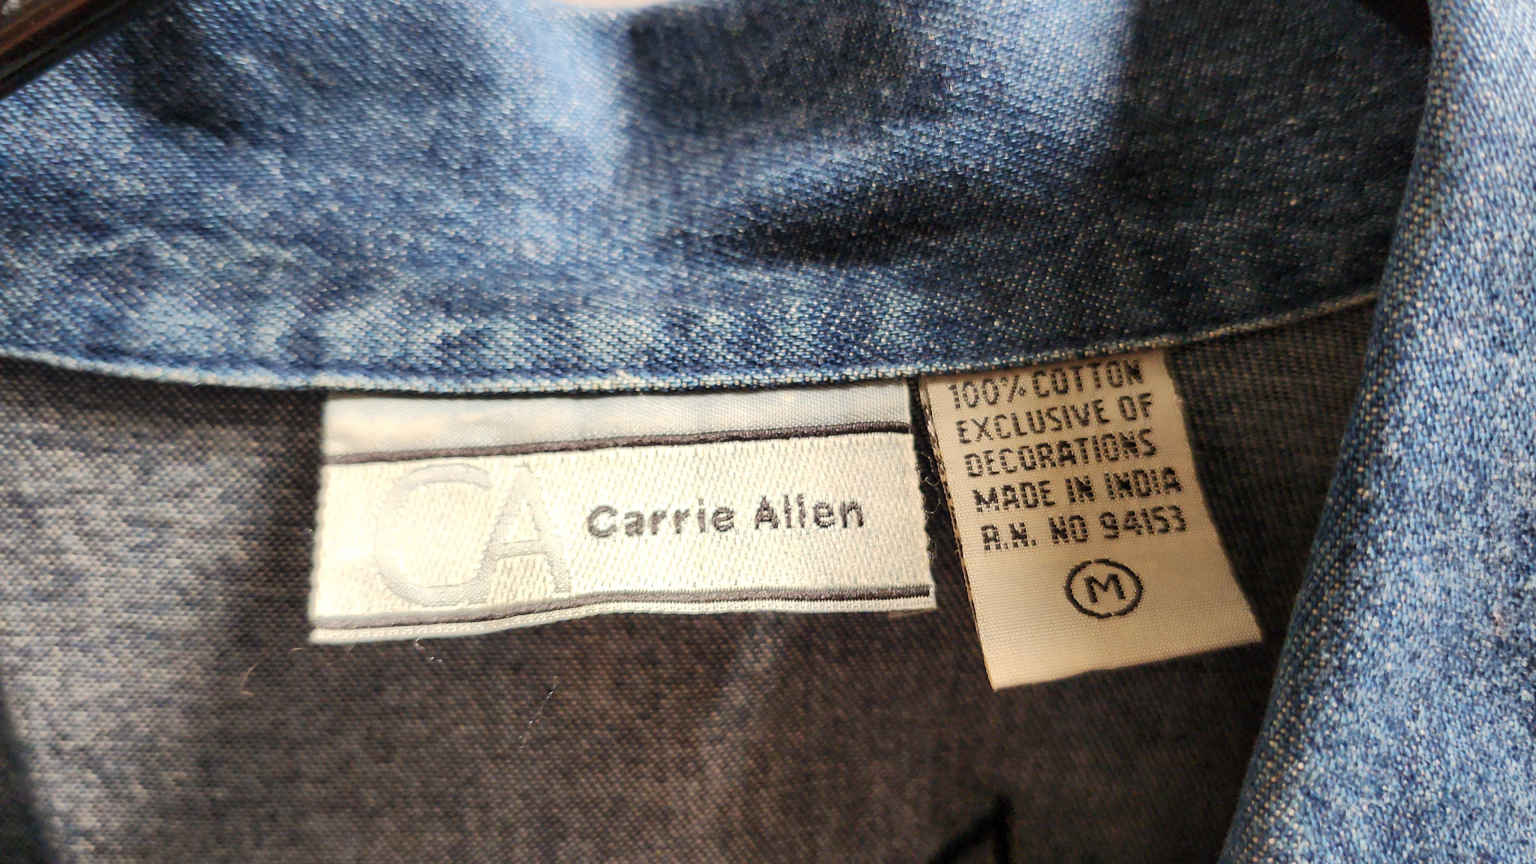 CA
Carrie Allen
100% COTTON
EXCLUSIVE OF
DECORATIONS
MADE IN INDIA
R.N. NO 94153
M